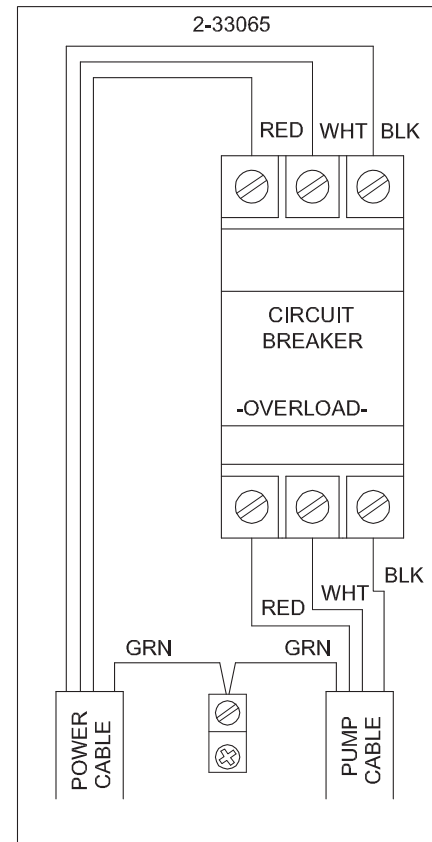 2-33065
RED WHT BLK
CIRCUIT
BREAKER
-OVERLOAD-
BLK
WHT
RED
GRN GRN
POWER
CABLE
PUMP
CABLE